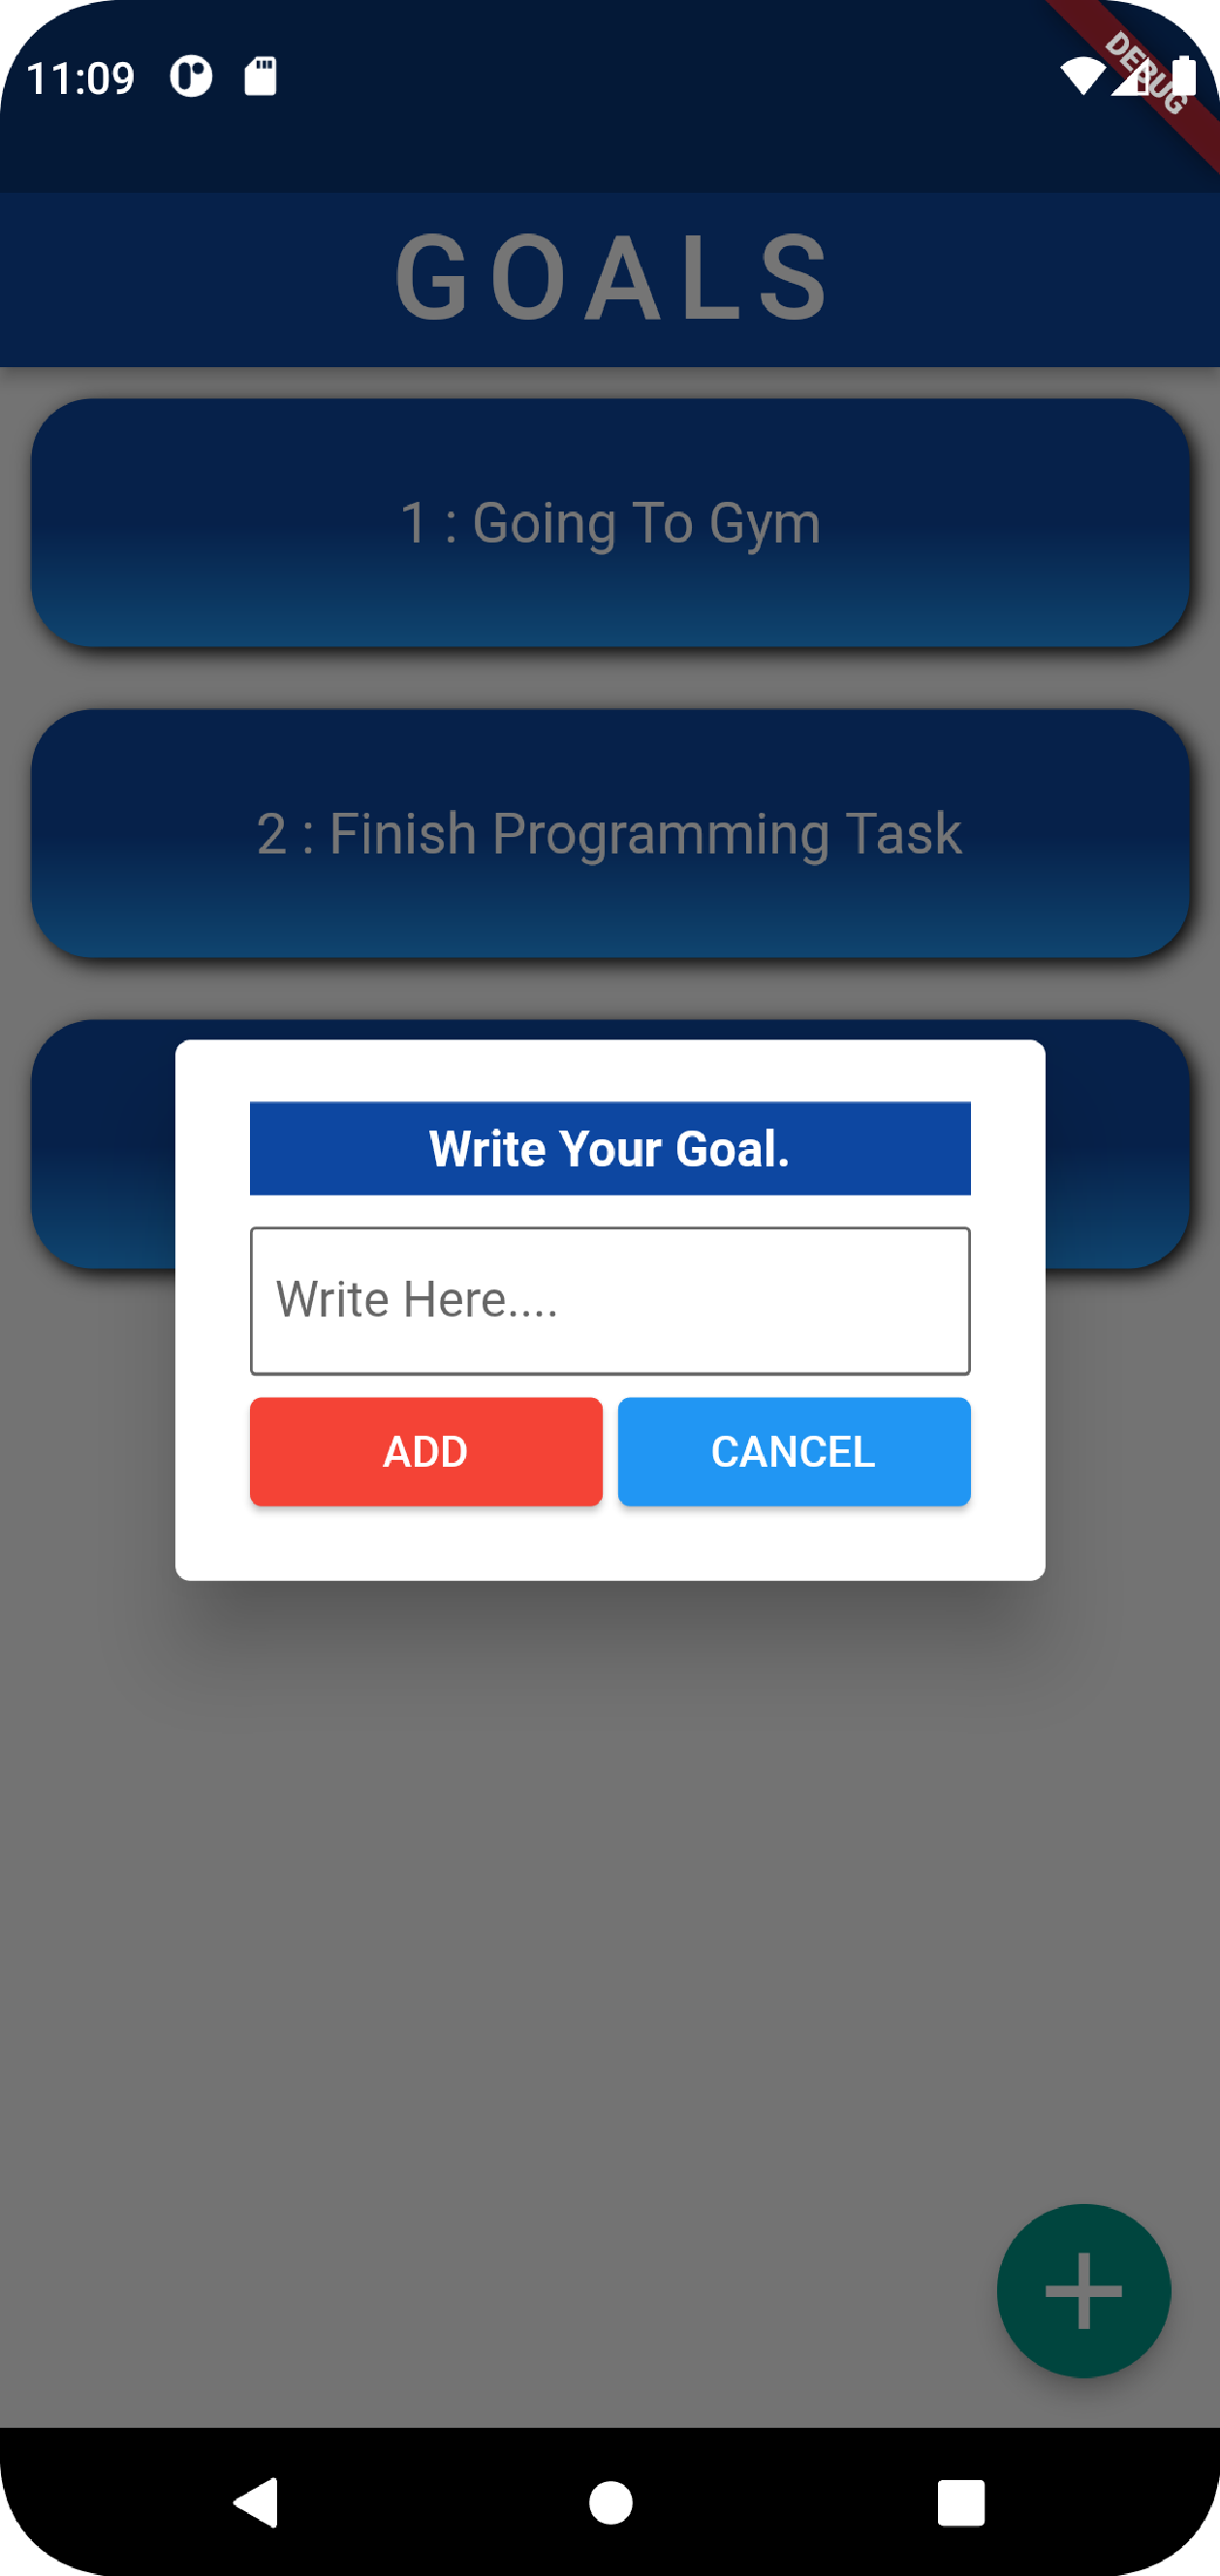 11:09
DEBUG
GOALS
1 : Going To Gym
2 : Finish Programming Task
Write Your Goal.
Write Here....
ADD CANCEL